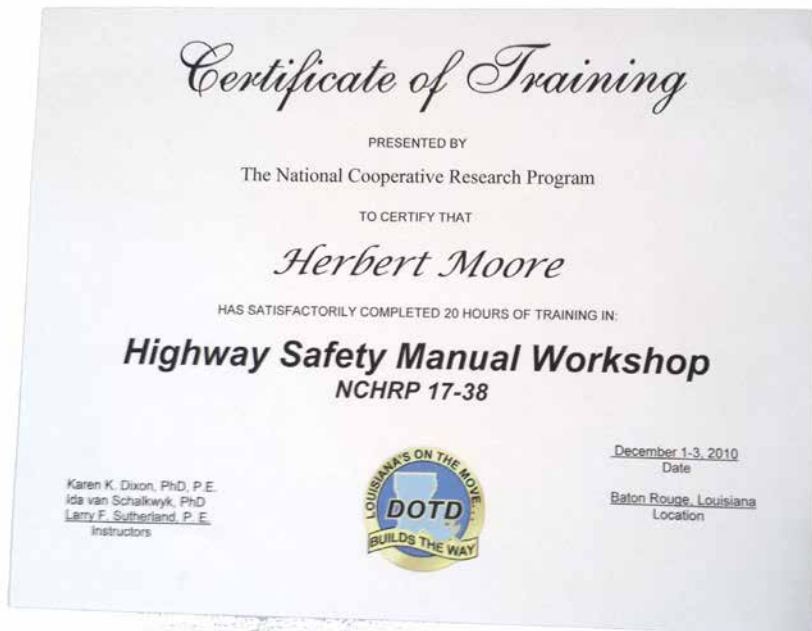 Certificate of Training
PRESENTED BY
The National Cooperative Research Program
TO CERTIFY THAT
Herbert Moore
HAS SATISFACTORILY COMPLETED 20 HOURS OF TRAINING IN:
Highway Safety Manual Workshop
NCHRP 17-38
Karen K. Dixon, PhD, P.E.
Ida van Schalkwyk, PhD
Larry F. Sutherland, P. E.
Instructors
LOUISIANA'S ON THE MOVE...
DOTD
BUILDS THE WAY
December 1-3, 2010
Date
Baton Rouge, Louisiana
Location